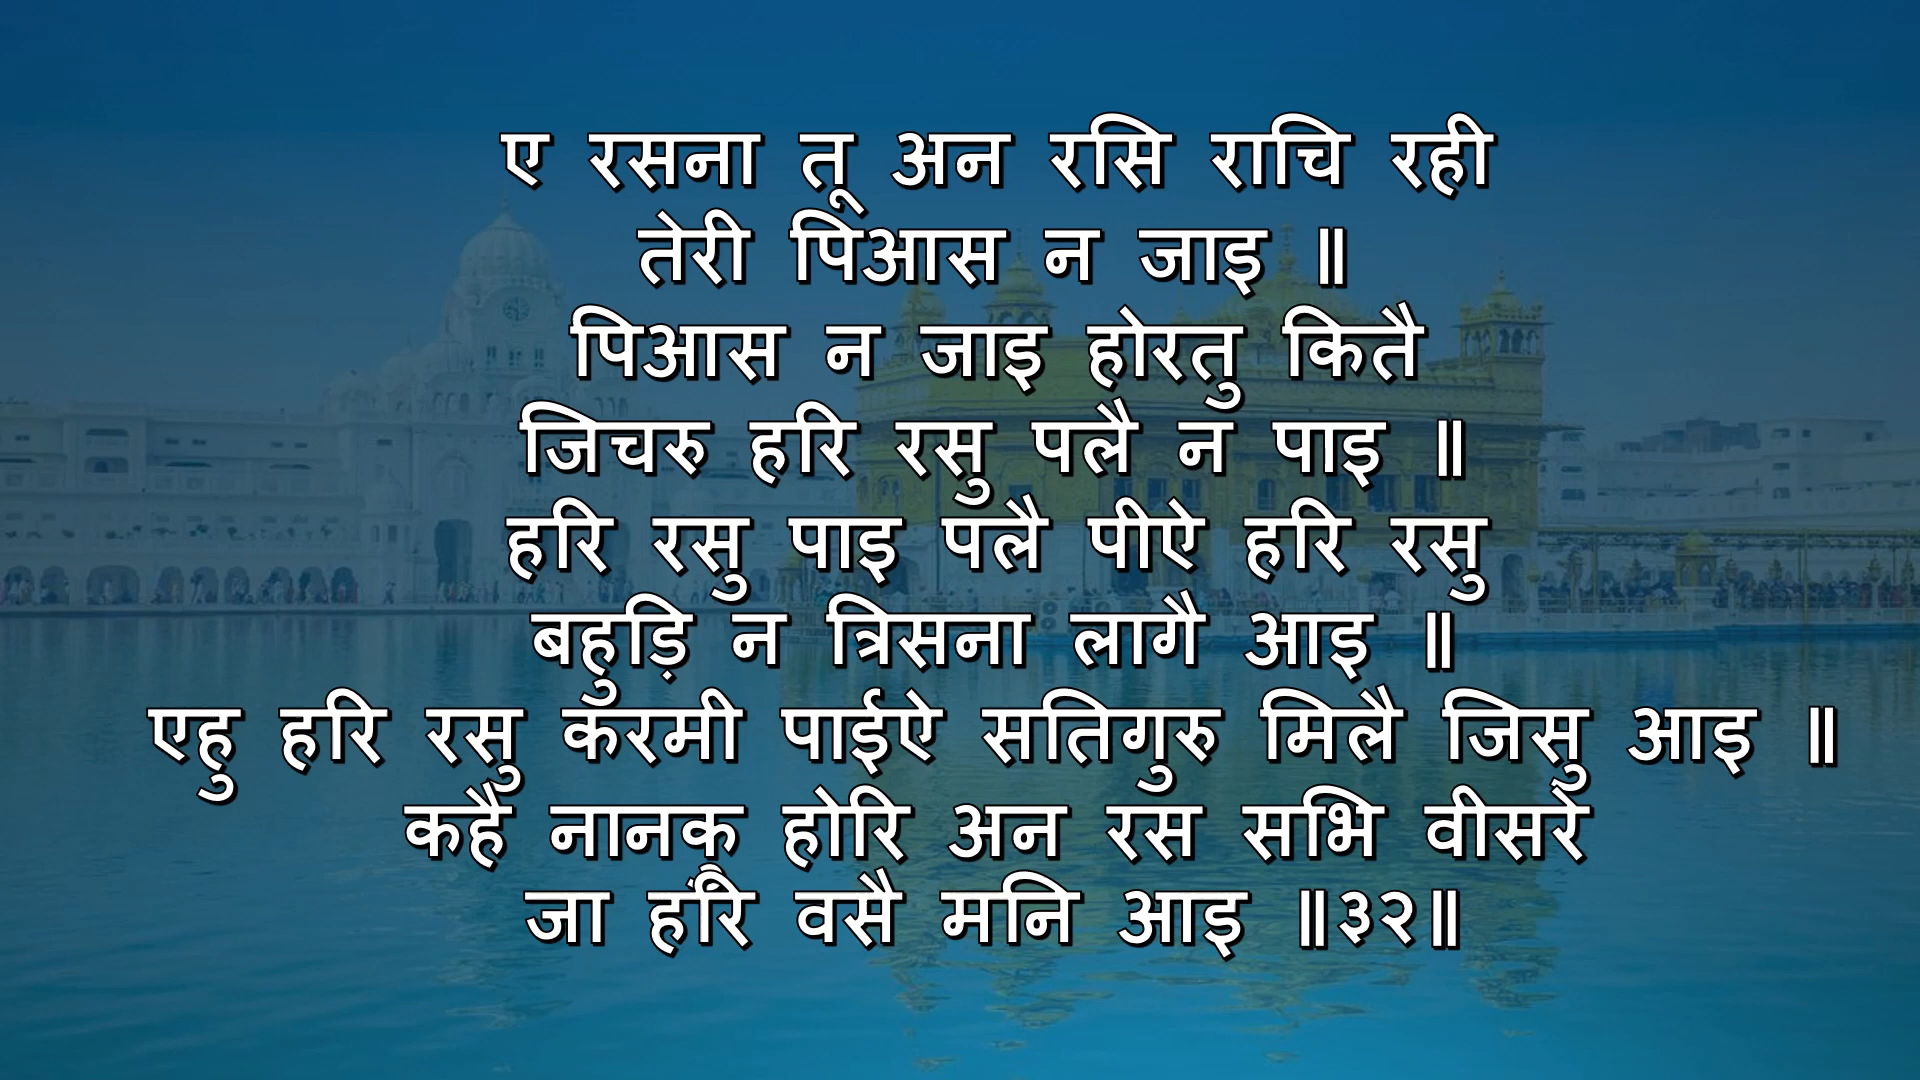 ए रसना तू अन रसि राचि रही
तेरी पिआस न जाइ ॥
पिआस न जाइ होरतु कितै
जिचरु हरि रसु पलै न पाइ ॥
हरि रसु पाइ पलै पीऐ हरि रसु
बहुड़ि न त्रिसना लागै आइ ॥
एहु हरि रसु करमी पाईऐ सतिगुरु मिलै जिसु आइ ॥
कहै नानकु होरि अन रस सभि वीसरे
जा हरि वसै मनि आइ ॥३२॥